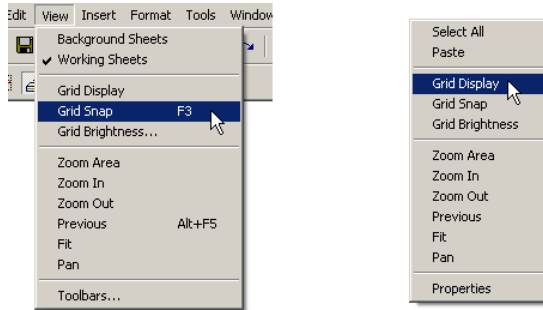 Edit View Insert Format Tools Window
Background Sheets
Working Sheets
Grid Display
Grid Snap F3
Grid Brightness...
Zoom Area
Zoom In
Zoom Out
Previous Alt+F5
Fit
Pan
Toolbars...
Select All
Paste
Grid Display
Grid Snap
Grid Brightness
Zoom Area
Zoom In
Zoom Out
Previous
Fit
Pan
Properties